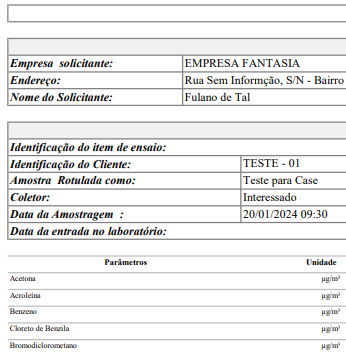 Empresa solicitante: EMPRESA FANTASIA
Endereço: Rua Sem Informção, S/N - Bairro
Nome do Solicitante: Fulano de Tal
Identificação do item de ensaio:
Identificação do Cliente: TESTE - 01
Amostra Rotulada como: Teste para Case
Coletor: Interessado
Data da Amostragem : 20/01/2024 09:30
Data da entrada no laboratório:
Parâmetros Unidade
Acetona µg/m³
Acroleína µg/m³
Benzeno µg/m³
Cloreto de Benzila µg/m³
Bromodiclorometano µg/m³